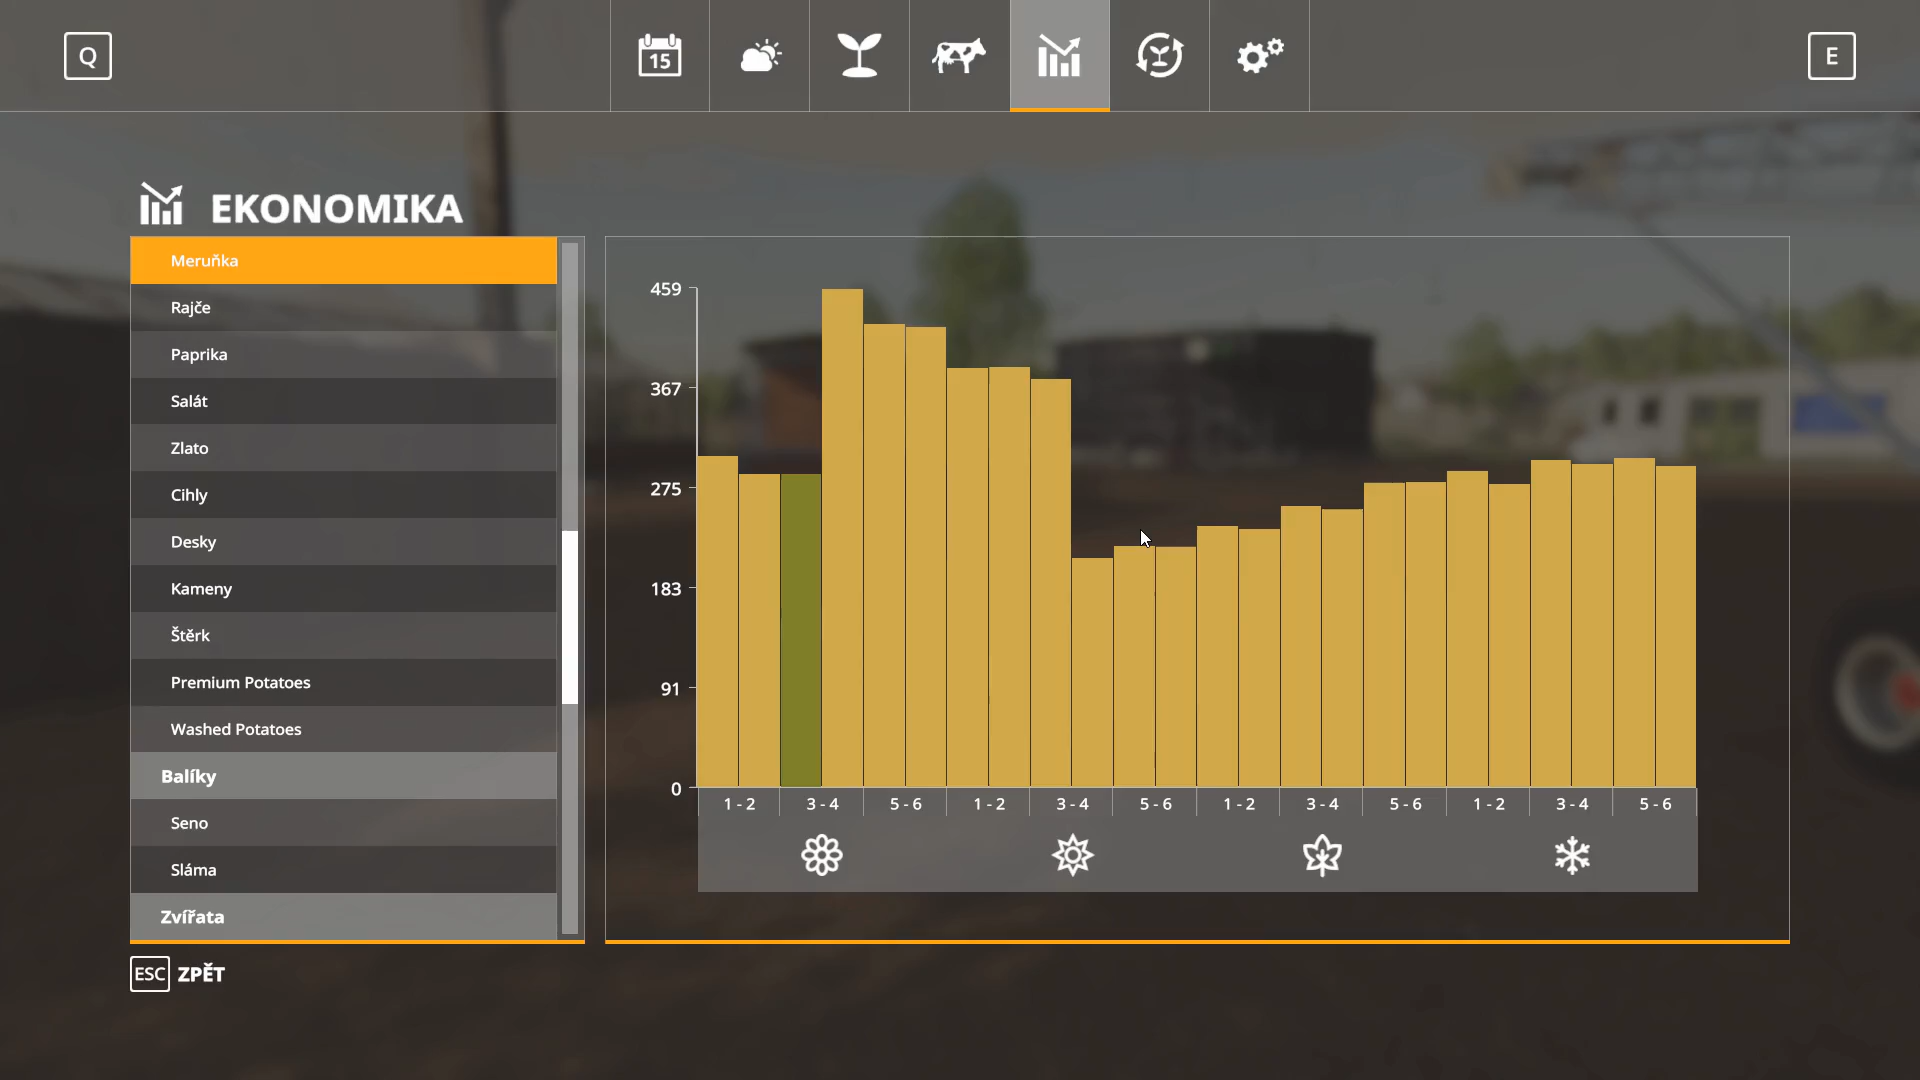 Q
15
E
EKONOMIKA
Meruňka
Rajče
Paprika
Salát
Zlato
Cihly
Desky
Kameny
Štěrk
Premium Potatoes
Washed Potatoes
Balíky
Seno
Sláma
Zvířata
459
367
275
183
91
0
1 - 2 3 - 4 5 - 6 1 - 2 3 - 4 5 - 6 1 - 2 3 - 4 5 - 6 1 - 2 3 - 4 5 - 6
ESC ZPĚT